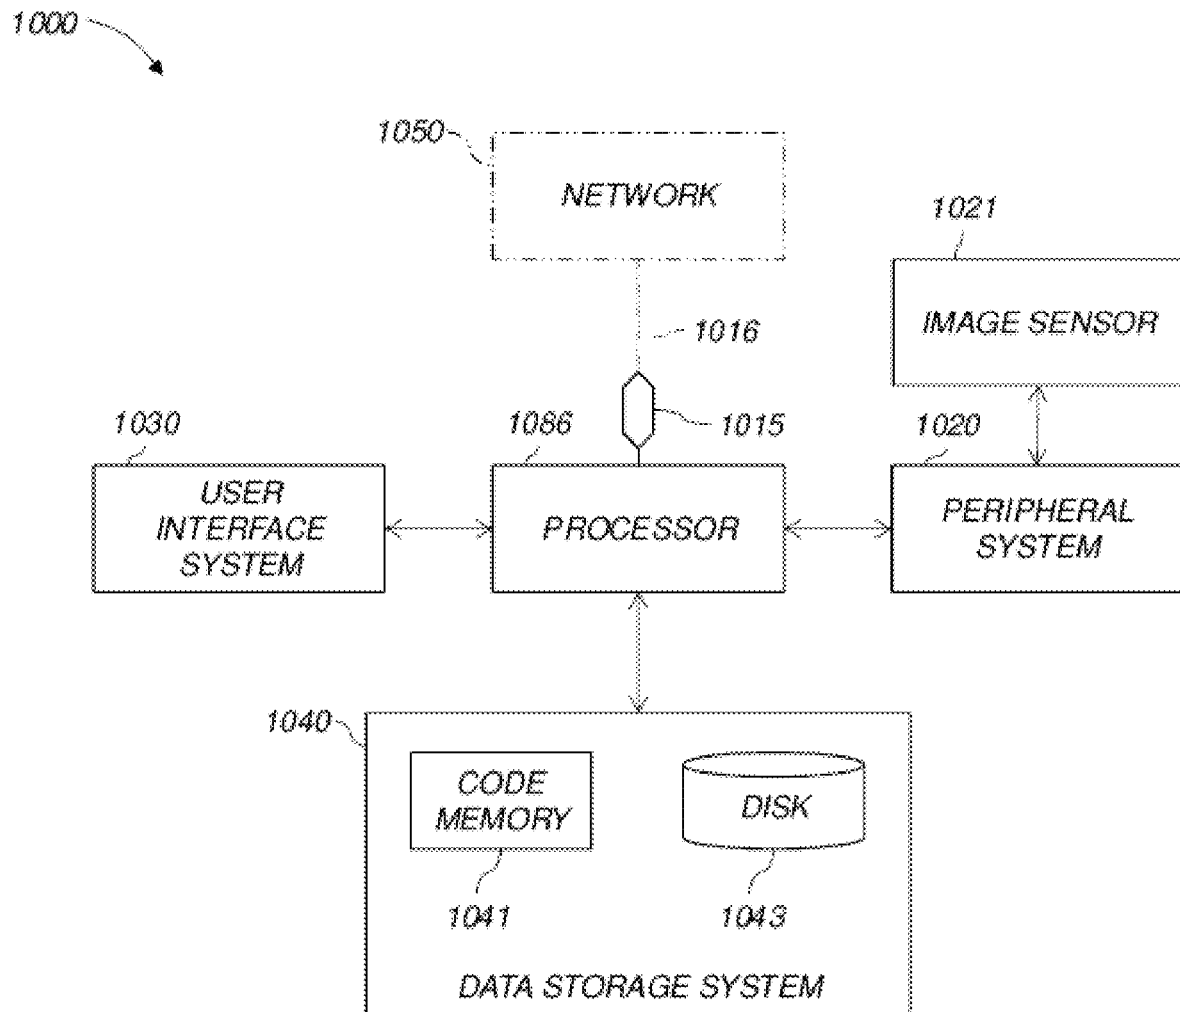 1000
1050
NETWORK
1021
IMAGE SENSOR
1016
1015
1030
1086
1020
USER
INTERFACE
SYSTEM
PROCESSOR
PERIPHERAL
SYSTEM
1040
CODE
MEMORY
DISK
1041
1043
DATA STORAGE SYSTEM